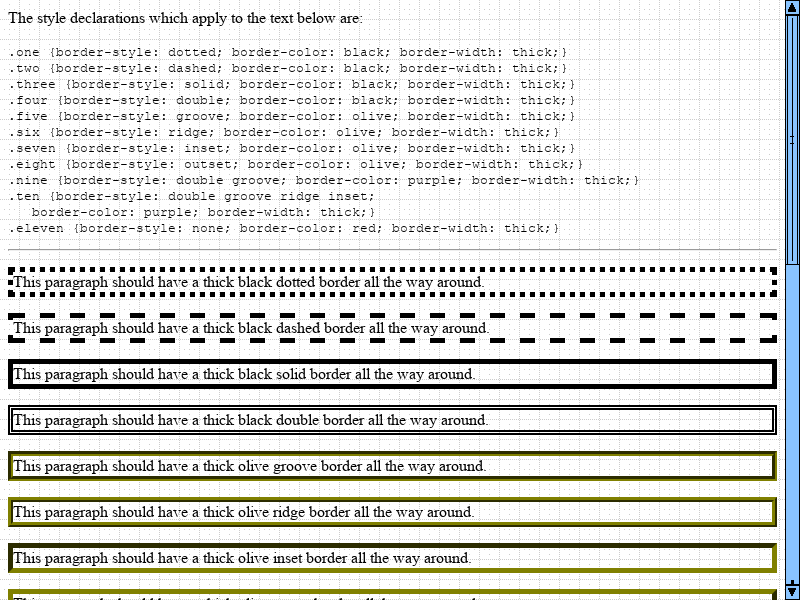 The style declarations which apply to the text below are:
.one {border-style: dotted; border-color: black; border-width: thick;}
.two {border-style: dashed; border-color: black; border-width: thick;}
.three {border-style: solid; border-color: black; border-width: thick;}
.four {border-style: double; border-color: black; border-width: thick;}
.five {border-style: groove; border-color: olive; border-width: thick;}
.six {border-style: ridge; border-color: olive; border-width: thick;}
.seven {border-style: inset; border-color: olive; border-width: thick;}
.eight {border-style: outset; border-color: olive; border-width: thick;}
.nine {border-style: double groove; border-color: purple; border-width: thick;}
.ten {border-style: double groove ridge inset;
border-color: purple; border-width: thick;}
.eleven {border-style: none; border-color: red; border-width: thick;}
This paragraph should have a thick black dotted border all the way around.
This paragraph should have a thick black dashed border all the way around.
This paragraph should have a thick black solid border all the way around.
This paragraph should have a thick black double border all the way around.
This paragraph should have a thick olive groove border all the way around.
This paragraph should have a thick olive ridge border all the way around.
This paragraph should have a thick olive inset border all the way around.